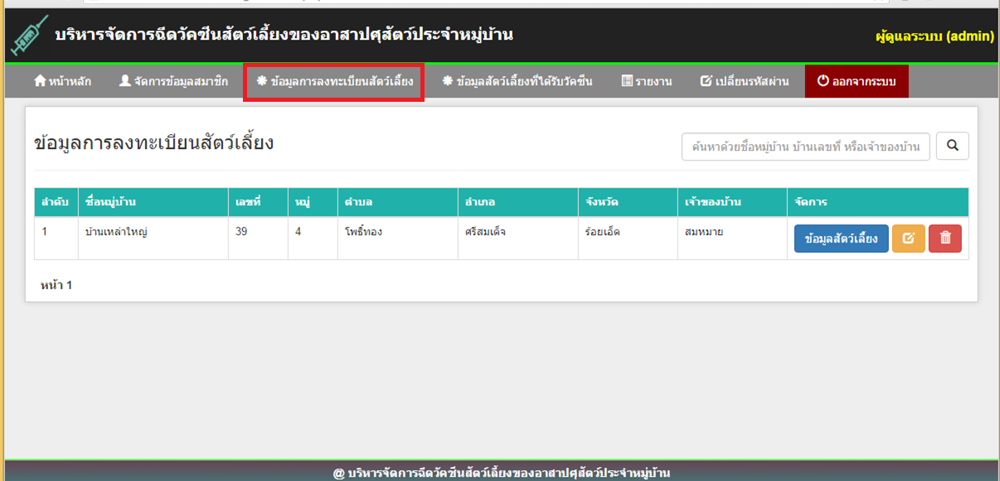 บริหารจัดการฉีดวัคซีนสัตว์เลี้ยงของอาสาปศุสัตว์ประจำหมู่บ้าน
ผู้ดูแลระบบ (admin)
หน้าหลัก จัดการข้อมูลสมาชิก ข้อมูลการลงทะเบียนสัตว์เลี้ยง ข้อมูลสัตว์เลี้ยงที่ได้รับวัคซีน รายงาน เปลี่ยนรหัสผ่าน ออกจากระบบ
ข้อมูลการลงทะเบียนสัตว์เลี้ยง
ค้นหาด้วยชื่อหมู่บ้าน บ้านเลขที่ หรือเจ้าของบ้าน
ลำดับ ชื่อหมู่บ้าน เลขที่ หมู่ ตำบล อำเภอ จังหวัด เจ้าของบ้าน จัดการ
1 บ้านเหล่าใหญ่ 39 4 โพธิ์ทอง ศรีสมเด็จ ร้อยเอ็ด สมหมาย ข้อมูลสัตว์เลี้ยง
หน้า 1
@ บริหารจัดการฉีดวัคซีนสัตว์เลี้ยงของอาสาปศุสัตว์ประจำหมู่บ้าน